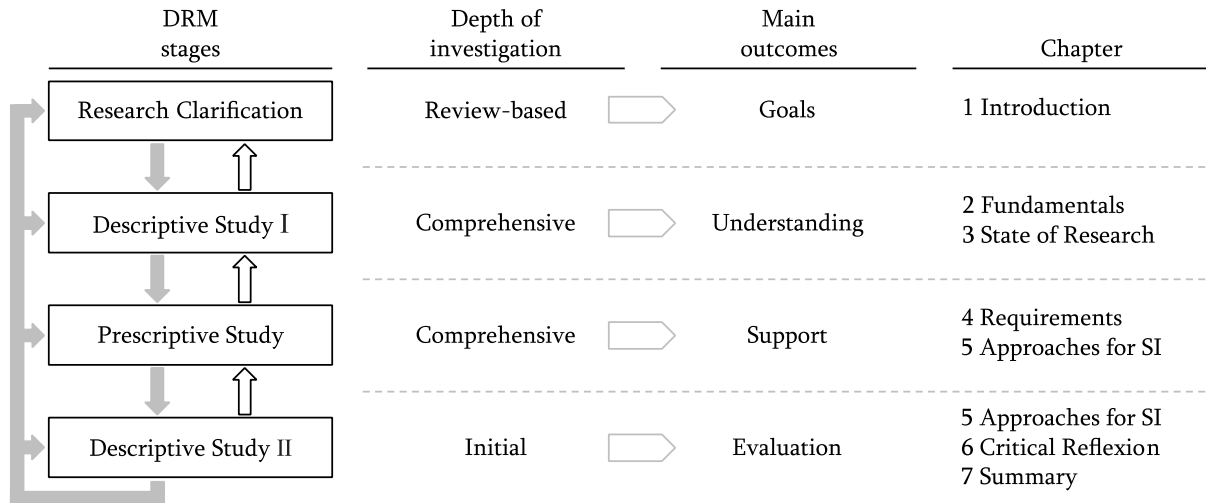 DRM
stages
Depth of
investigation
Main
outcomes
Chapter
Research Clarification
Review-based
Goals
1 Introduction
Descriptive Study I
Comprehensive
Understanding
2 Fundamentals
3 State of Research
Prescriptive Study
Comprehensive
Support
4 Requirements
5 Approaches for SI
Descriptive Study II
Initial
Evaluation
5 Approaches for SI
6 Critical Reflexion
7 Summary